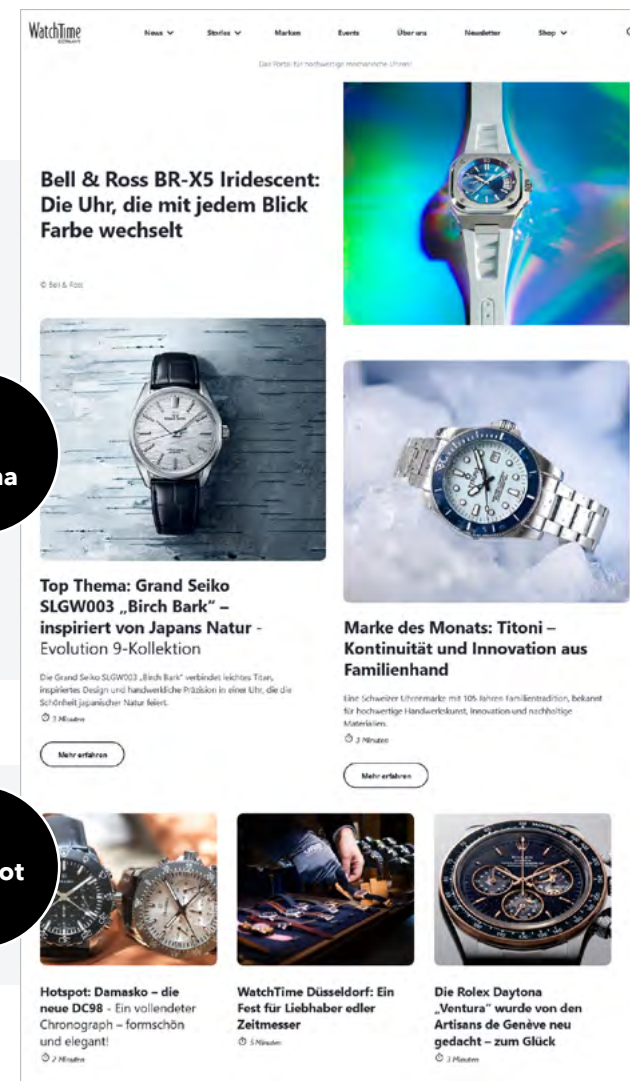 WatchTime
GERMANY
News
Stories
Marken
Events
Über uns
Newsletter
Shop
Das Portal für hochwertige mechanische Uhren!
Bell & Ross BR-X5 Iridescent:
Die Uhr, die mit jedem Blick
Farbe wechselt
© Bell & Ross
na
Top Thema: Grand Seiko
SLGW003 „Birch Bark“ –
inspiriert von Japans Natur -
Evolution 9-Kollektion
Die Grand Seiko SLGW003 „Birch Bark“ verbindet leichtes Titan,
inspiriertes Design und handwerkliche Präzision in einer Uhr, die die
Schönheit japanischer Natur feiert.
3 Minuten
Mehr erfahren
Marke des Monats: Titoni –
Kontinuität und Innovation aus
Familienhand
Eine Schweizer Uhrenmarke mit 105 Jahren Familientradition, bekannt
für hochwertige Handwerkskunst, Innovation und nachhaltige
Materialien.
3 Minuten
Mehr erfahren
ot
Hotspot: Damasko – die
neue DC98 - Ein vollendeter
Chronograph – formschön
und elegant!
2 Minuten
WatchTime Düsseldorf: Ein
Fest für Liebhaber edler
Zeitmesser
5 Minuten
Die Rolex Daytona
„Ventura“ wurde von den
Artisans de Genève neu
gedacht – zum Glück
3 Minuten